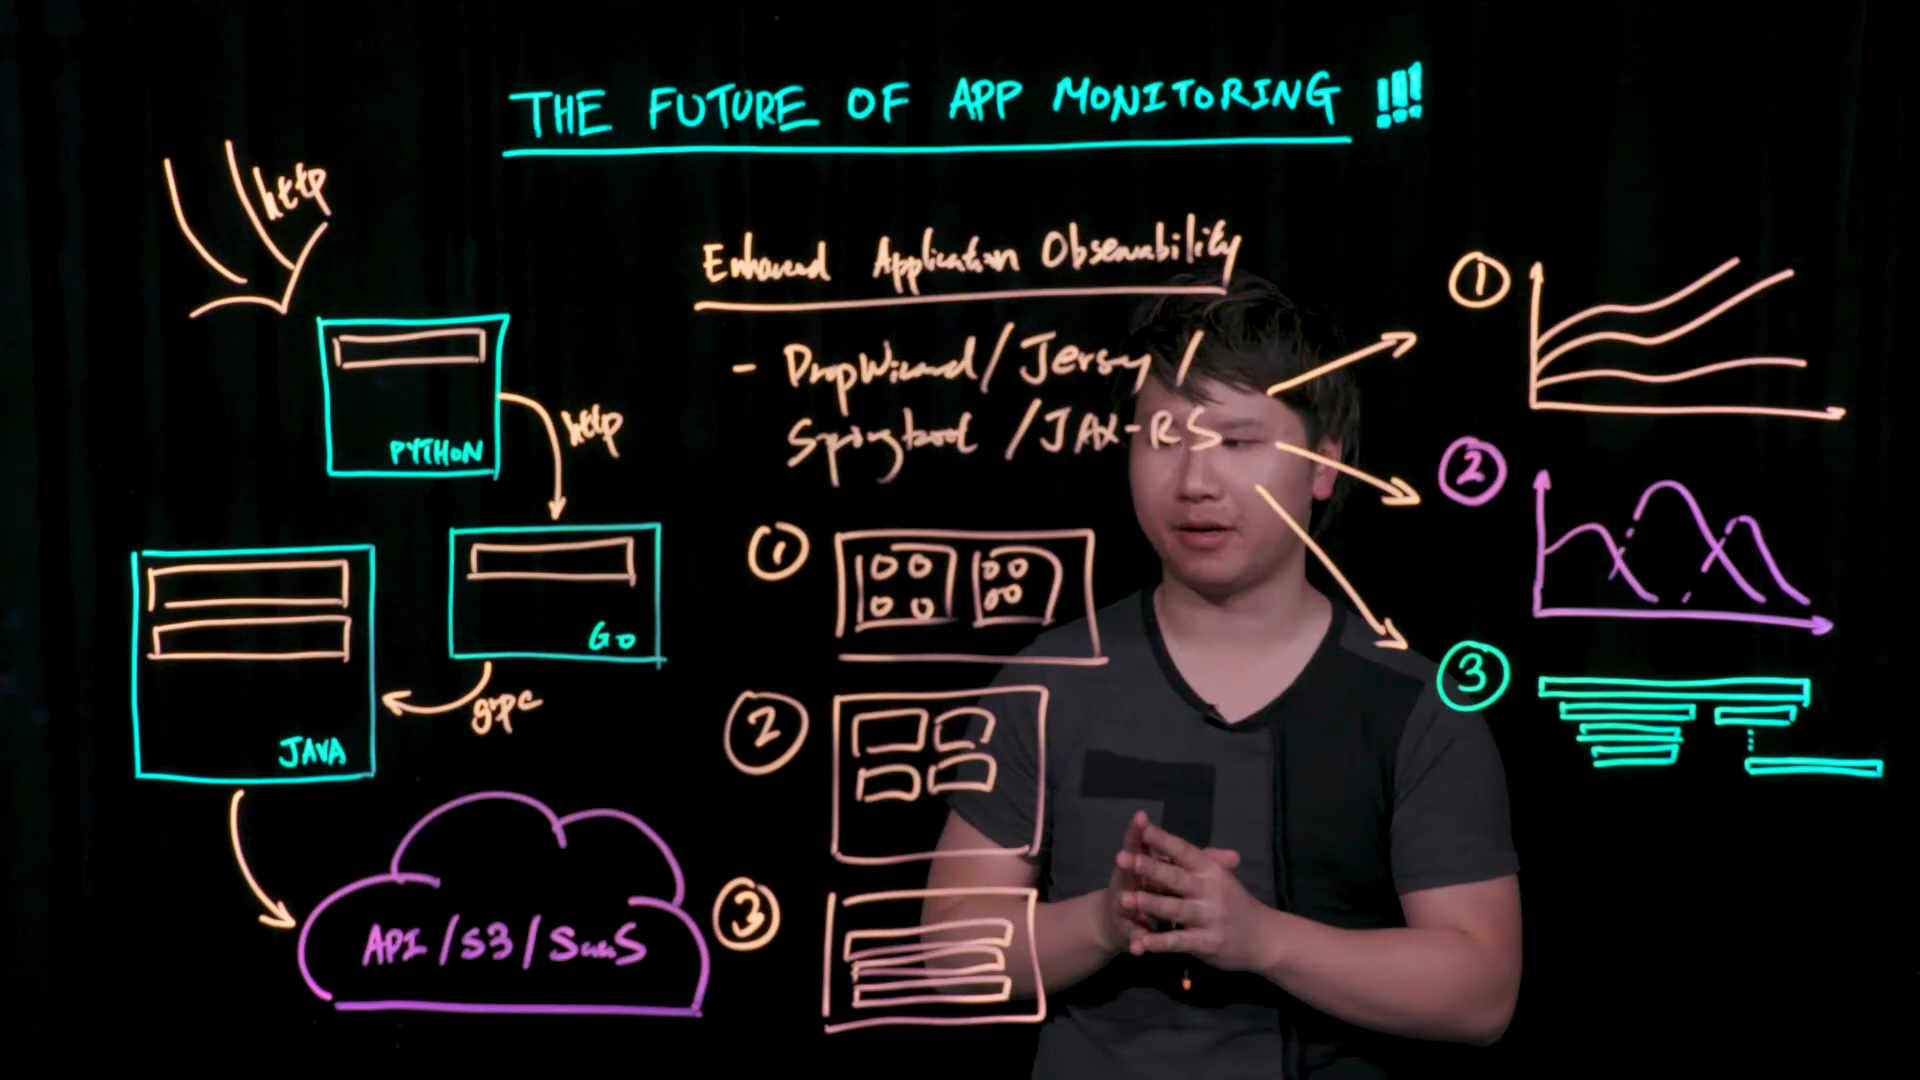 THE FUTURE OF APP MONITORING !!!
http
PYTHON
http
GO
grpc
JAVA
API/S3/SaaS
Enhanced Application Observability
- DropWizard/Jersey/
Springboot/JAX-RS
1
2
3
1
2
3